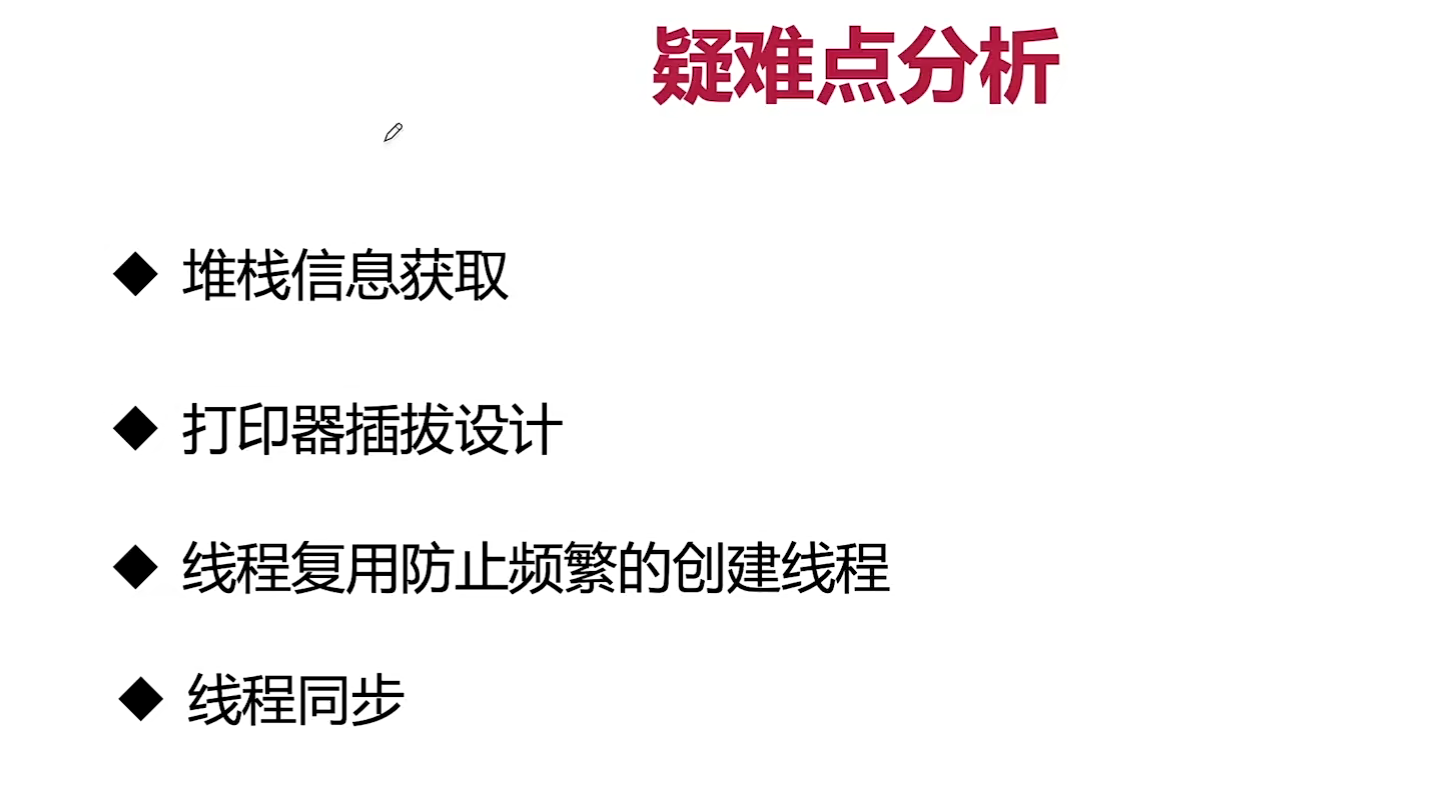 疑难点分析
◆ 堆栈信息获取
◆ 打印器插拔设计
◆ 线程复用防止频繁的创建线程
◆ 线程同步